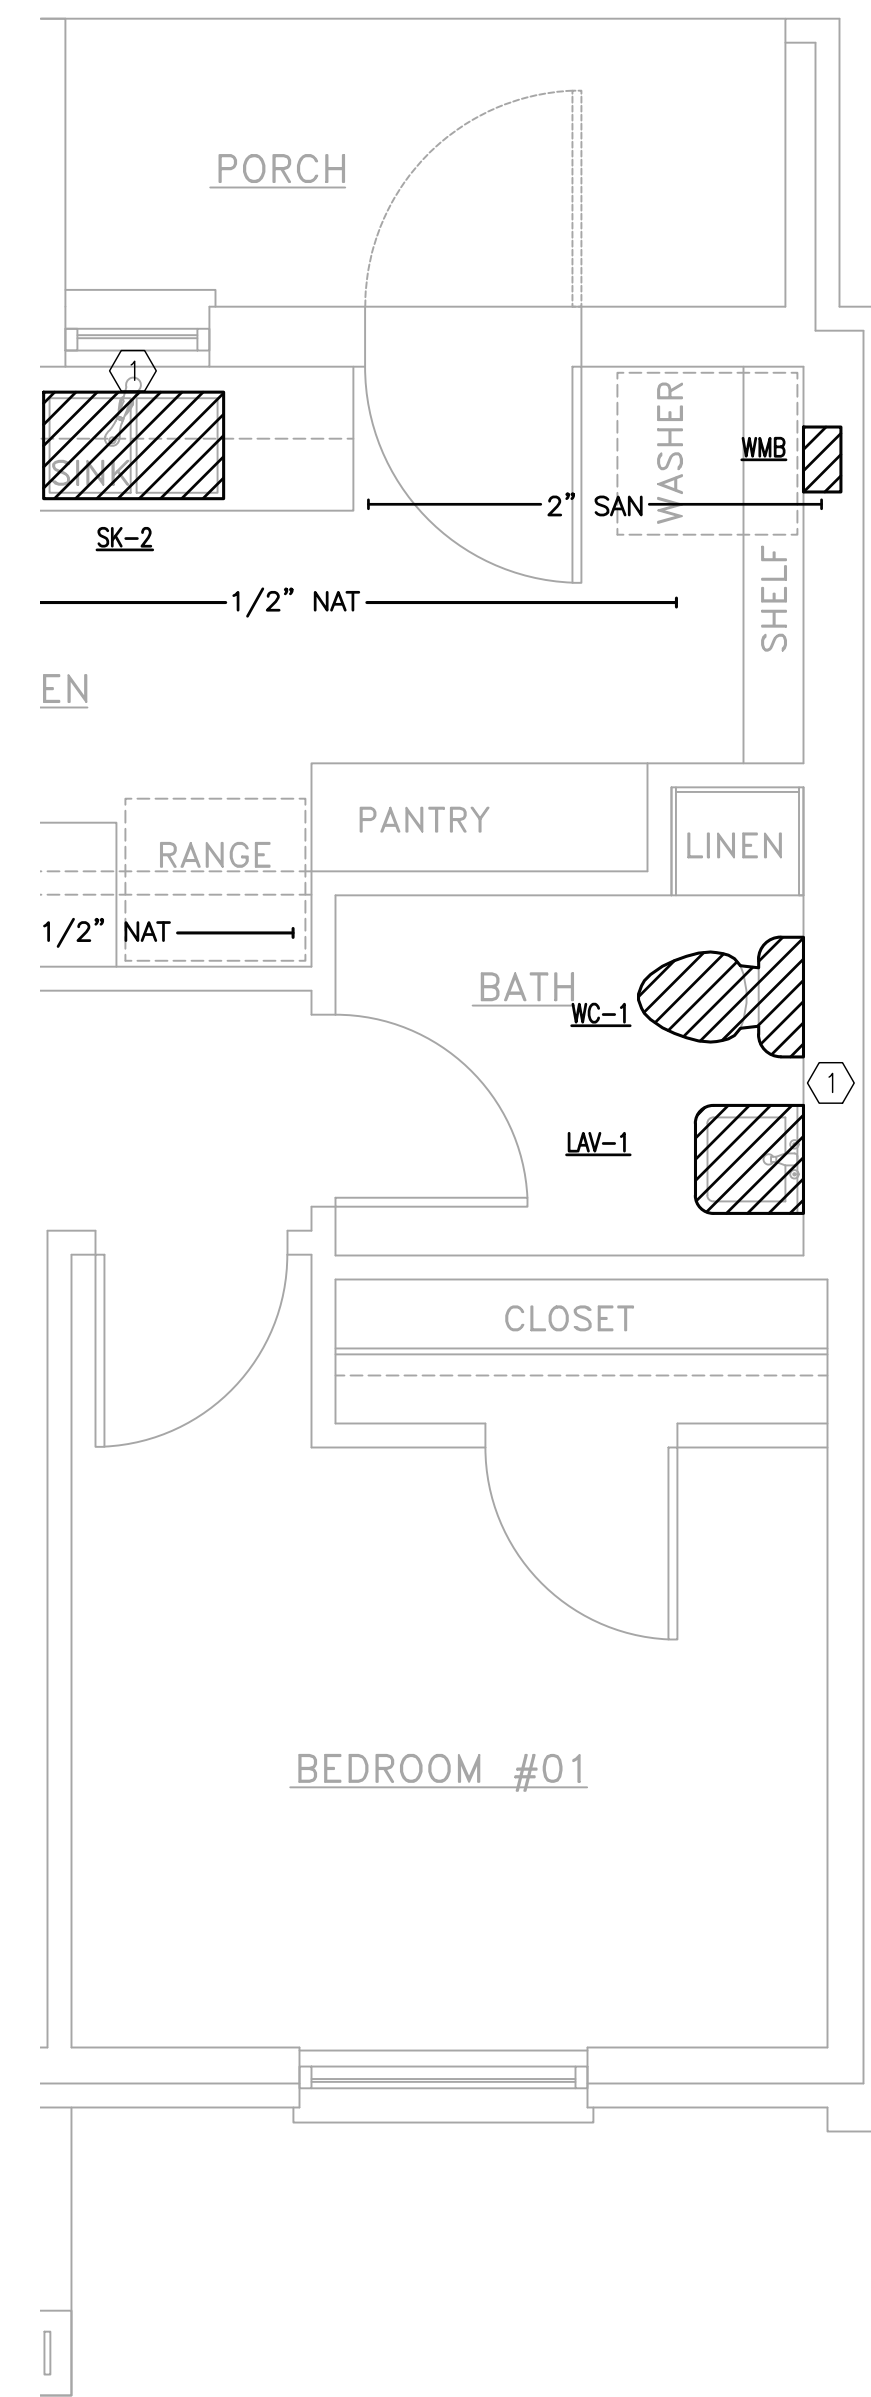 PORCH
1
SINK
WASHER
WMB
2” SAN
SK-2
SHELF
1/2” NAT
EN
PANTRY
LINEN
RANGE
1/2” NAT
BATH
WC-1
1
LAV-1
CLOSET
BEDROOM #01